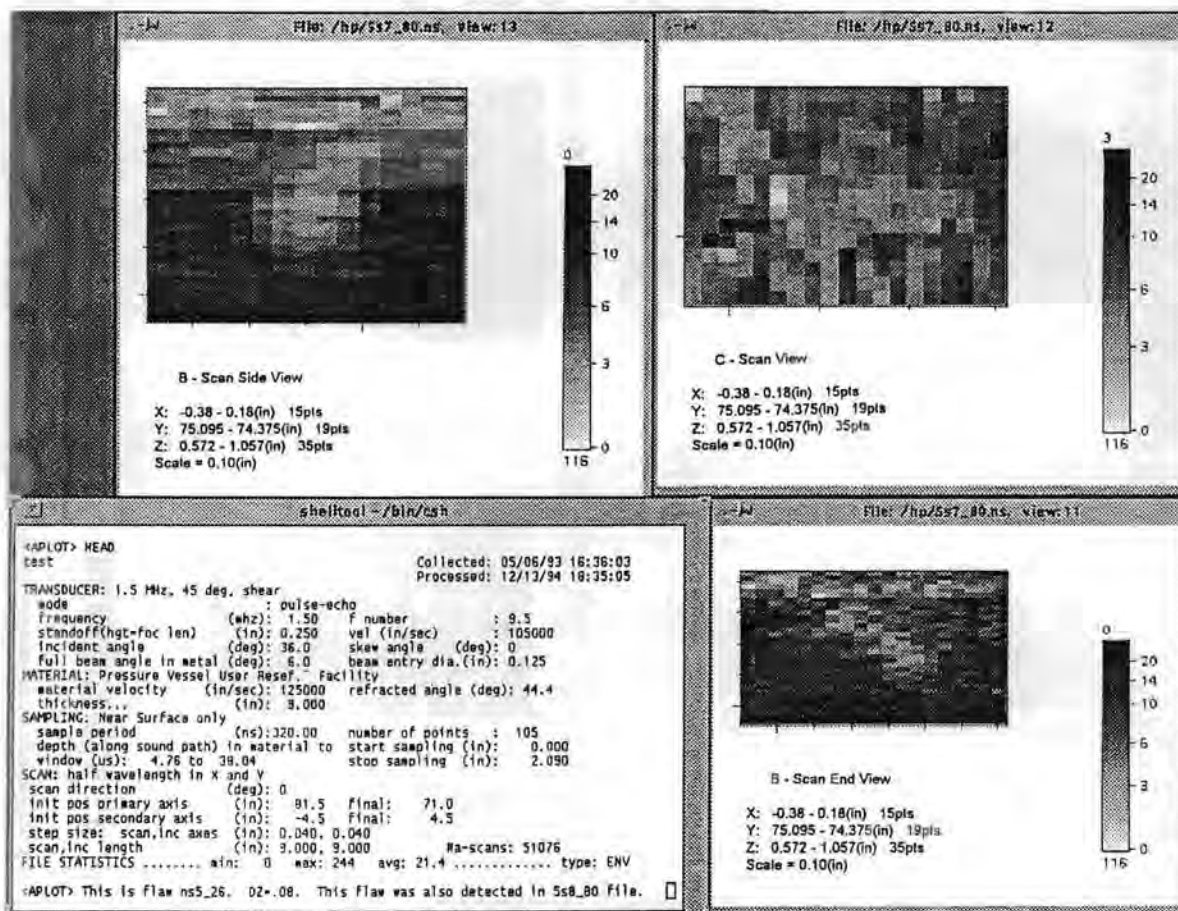 File: /hp/5s7_80.ns, view:13
0
20
14
10
6
3
0
116
B - Scan Side View
X: -0.38 - 0.18(in) 15pts
Y: 75.095 - 74.375(in) 19pts
Z: 0.572 - 1.057(in) 35pts
Scale = 0.10(in)
File: /hp/5s7_80.ns, view:12
3
20
14
10
6
3
0
116
C - Scan View
X: -0.38 - 0.18(in) 15pts
Y: 75.095 - 74.375(in) 19pts
Z: 0.572 - 1.057(in) 35pts
Scale = 0.10(in)
shelltool - /bin/csh
<APLOT> HEAD
test Collected: 05/06/93 16:36:03
Processed: 12/13/94 18:35:05
TRANSDUCER: 1.5 MHz, 45 deg, shear
mode : pulse-echo
frequency (mhz): 1.50 f number : 9.5
standoff(hgt-foc len) (in): 0.250 vel (in/sec) : 105000
incident angle (deg): 36.0 skew angle (deg): 0
full beam angle in metal (deg): 6.0 beam entry dia.(in): 0.125
MATERIAL: Pressure Vessel User Resef. Facility
material velocity (in/sec): 125000 refracted angle (deg): 44.4
thickness... (in): 9.000
SAMPLING: Near Surface only
sample period (ns): 320.00 number of points : 105
depth (along sound path) in material to start sampling (in): 0.000
window (us): 4.76 to 38.04 stop sampling (in): 2.090
SCAN: half wavelength in X and Y
scan direction (deg): 0
init pos primary axis (in): 81.5 final: 71.0
init pos secondary axis (in): -4.5 final: 4.5
step size: scan,inc axes (in): 0.040, 0.040
scan,inc length (in): 9.000, 9.000 #a-scans: 51076
FILE STATISTICS ........ min: 0 max: 244 avg: 21.4 ............. type: ENV
<APLOT> This is flaw ns5_26. DZ=.08. This flaw was also detected in 5s8_80 file.
File: /hp/5s7_80.ns, view:11
0
20
14
10
6
3
0
116
B - Scan End View
X: -0.38 - 0.18(in) 15pts
Y: 75.095 - 74.375(in) 19pts
Z: 0.572 - 1.057(in) 35pts
Scale = 0.10(in)